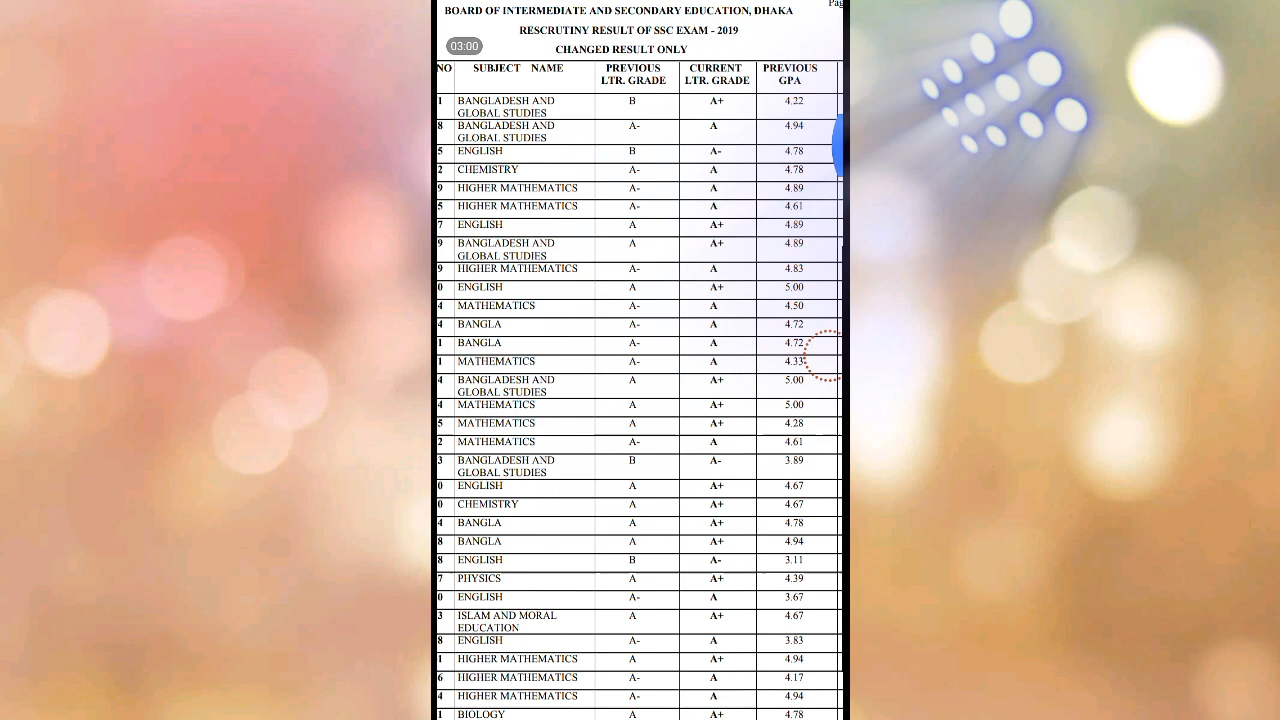 Pag
BOARD OF INTERMEDIATE AND SECONDARY EDUCATION, DHAKA
RESCRUTINY RESULT OF SSC EXAM - 2019
03:00
CHANGED RESULT ONLY
NO SUBJECT NAME PREVIOUS LTR. GRADE CURRENT LTR. GRADE PREVIOUS GPA
1 BANGLADESH AND GLOBAL STUDIES B A+ 4.22
8 BANGLADESH AND GLOBAL STUDIES A- A 4.94
5 ENGLISH B A- 4.78
2 CHEMISTRY A- A 4.78
9 HIGHER MATHEMATICS A- A 4.89
5 HIGHER MATHEMATICS A- A 4.61
7 ENGLISH A A+ 4.89
9 BANGLADESH AND GLOBAL STUDIES A A+ 4.89
9 HIGHER MATHEMATICS A- A 4.83
0 ENGLISH A A+ 5.00
4 MATHEMATICS A- A 4.50
4 BANGLA A- A 4.72
1 BANGLA A- A 4.72
1 MATHEMATICS A- A 4.33
4 BANGLADESH AND GLOBAL STUDIES A A+ 5.00
4 MATHEMATICS A A+ 5.00
5 MATHEMATICS A A+ 4.28
2 MATHEMATICS A- A 4.61
3 BANGLADESH AND GLOBAL STUDIES B A- 3.89
0 ENGLISH A A+ 4.67
0 CHEMISTRY A A+ 4.67
4 BANGLA A A+ 4.78
8 BANGLA A A+ 4.94
8 ENGLISH B A- 3.11
7 PHYSICS A A+ 4.39
0 ENGLISH A- A 3.67
3 ISLAM AND MORAL EDUCATION A A+ 4.67
8 ENGLISH A- A 3.83
1 HIGHER MATHEMATICS A A+ 4.94
6 HIGHER MATHEMATICS A- A 4.17
4 HIGHER MATHEMATICS A- A 4.94
1 BIOLOGY A A+ 4.78